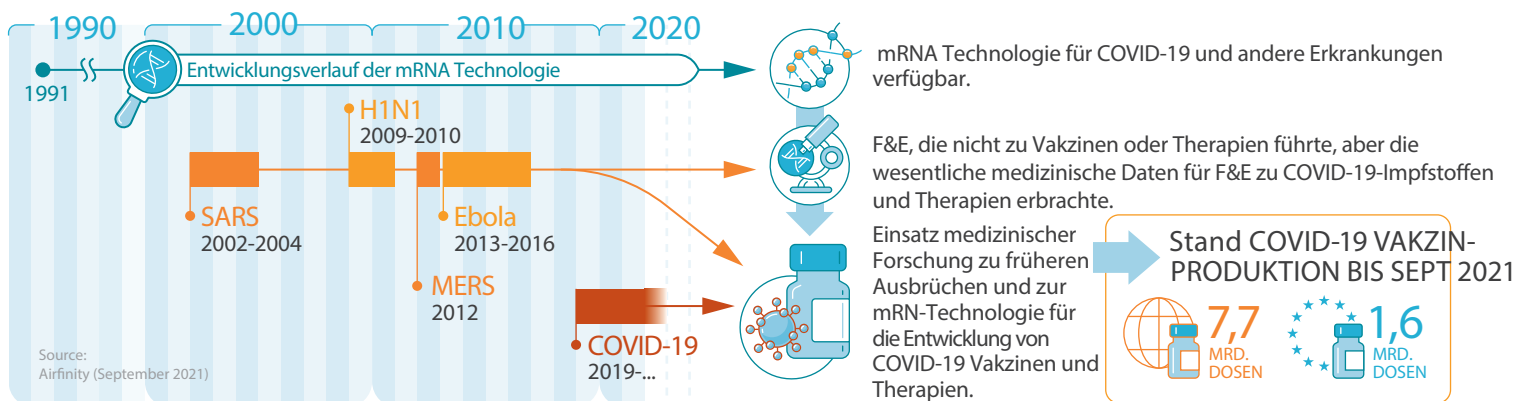 1990
2000
2010
2020
Entwicklungsverlauf der mRNA Technologie
1991
mRNA Technologie für COVID-19 und andere Erkrankungen
verfügbar.
H1N1
2009-2010
SARS
2002-2004
Ebola
2013-2016
MERS
2012
COVID-19
2019-...
F&E, die nicht zu Vakzinen oder Therapien führte, aber die
wesentliche medizinische Daten für F&E zu COVID-19-Impfstoffen
und Therapien erbrachte.
Einsatz medizinischer
Forschung zu früheren
Ausbrüchen und zur
mRN-Technologie für
die Entwicklung von
COVID-19 Vakzinen und
Therapien.
Stand COVID-19 VAKZIN-
PRODUKTION BIS SEPT 2021
7,7
MRD.
DOSEN
1,6
MRD.
DOSEN
Source:
Airfinity (September 2021)